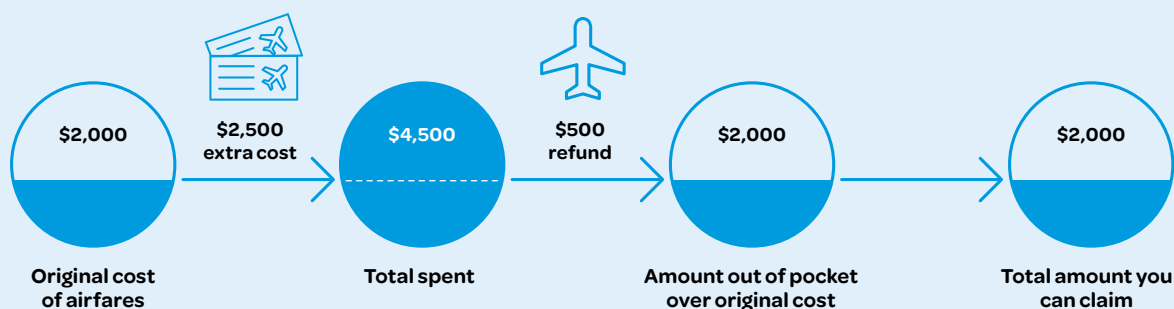 $2,000
Original cost
of airfares
$2,500
extra cost
$4,500
Total spent
$500
refund
$2,000
Amount out of pocket
over original cost
$2,000
Total amount you
can claim